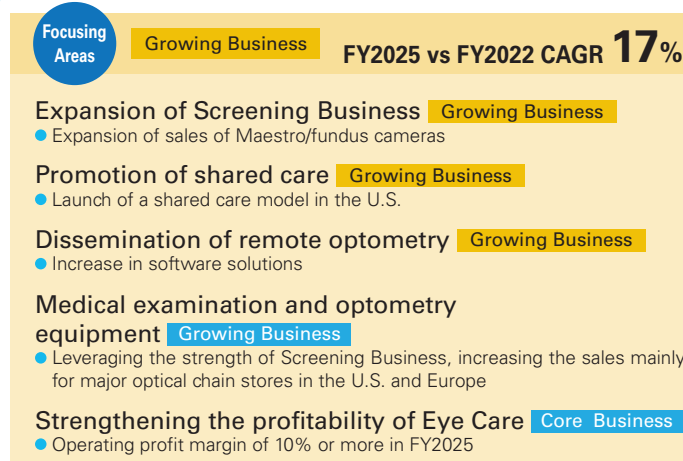 Focusing
Areas
Growing Business
FY2025 vs FY2022 CAGR 17%
Expansion of Screening Business Growing Business
● Expansion of sales of Maestro/fundus cameras
Promotion of shared care Growing Business
● Launch of a shared care model in the U.S.
Dissemination of remote optometry Growing Business
● Increase in software solutions
Medical examination and optometry
equipment Growing Business
● Leveraging the strength of Screening Business, increasing the sales mainly
for major optical chain stores in the U.S. and Europe
Strengthening the profitability of Eye Care Core Business
● Operating profit margin of 10% or more in FY2025